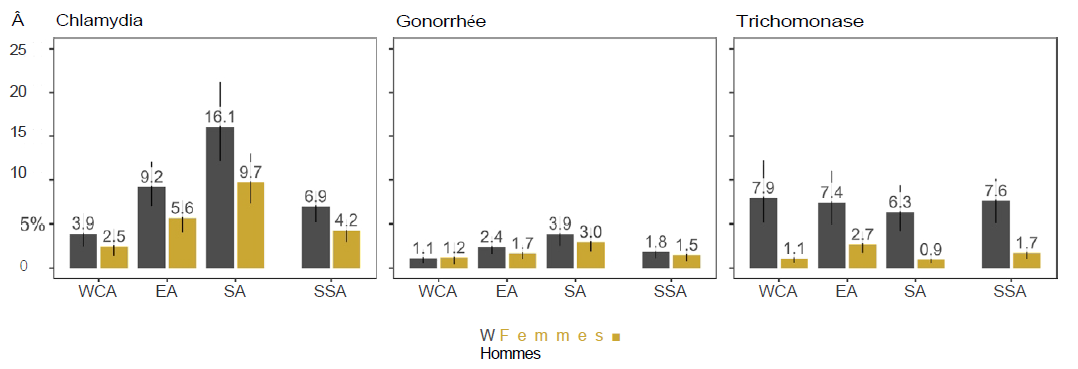 Â Chlamydia Gonorrhée Trichomonase
25
20
15
10
5%
0
16.1
9.2 9.7
6.9
5.6
3.9 4.2
2.5
3.9
2.4 3.0
1.1 1.2 1.7 1.8 1.5
7.9 7.4 7.6
6.3
2.7
1.1 0.9 1.7
WCA EA SA SSA WCA EA SA SSA WCA EA SA SSA
W Femmes ■
Hommes